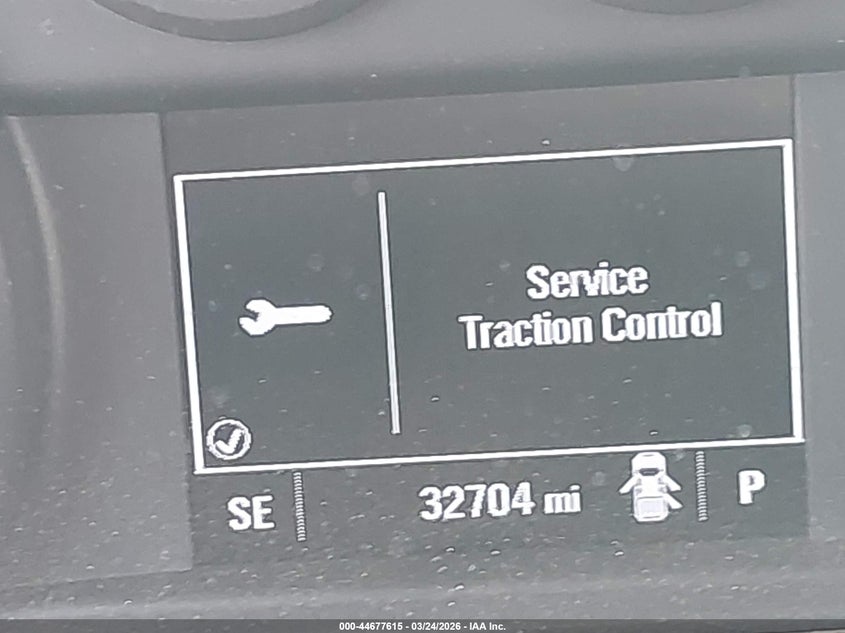 Service
Traction Control
SE
32704 mi
P
000-44677615 - 03/24/2026 - IAA Inc.